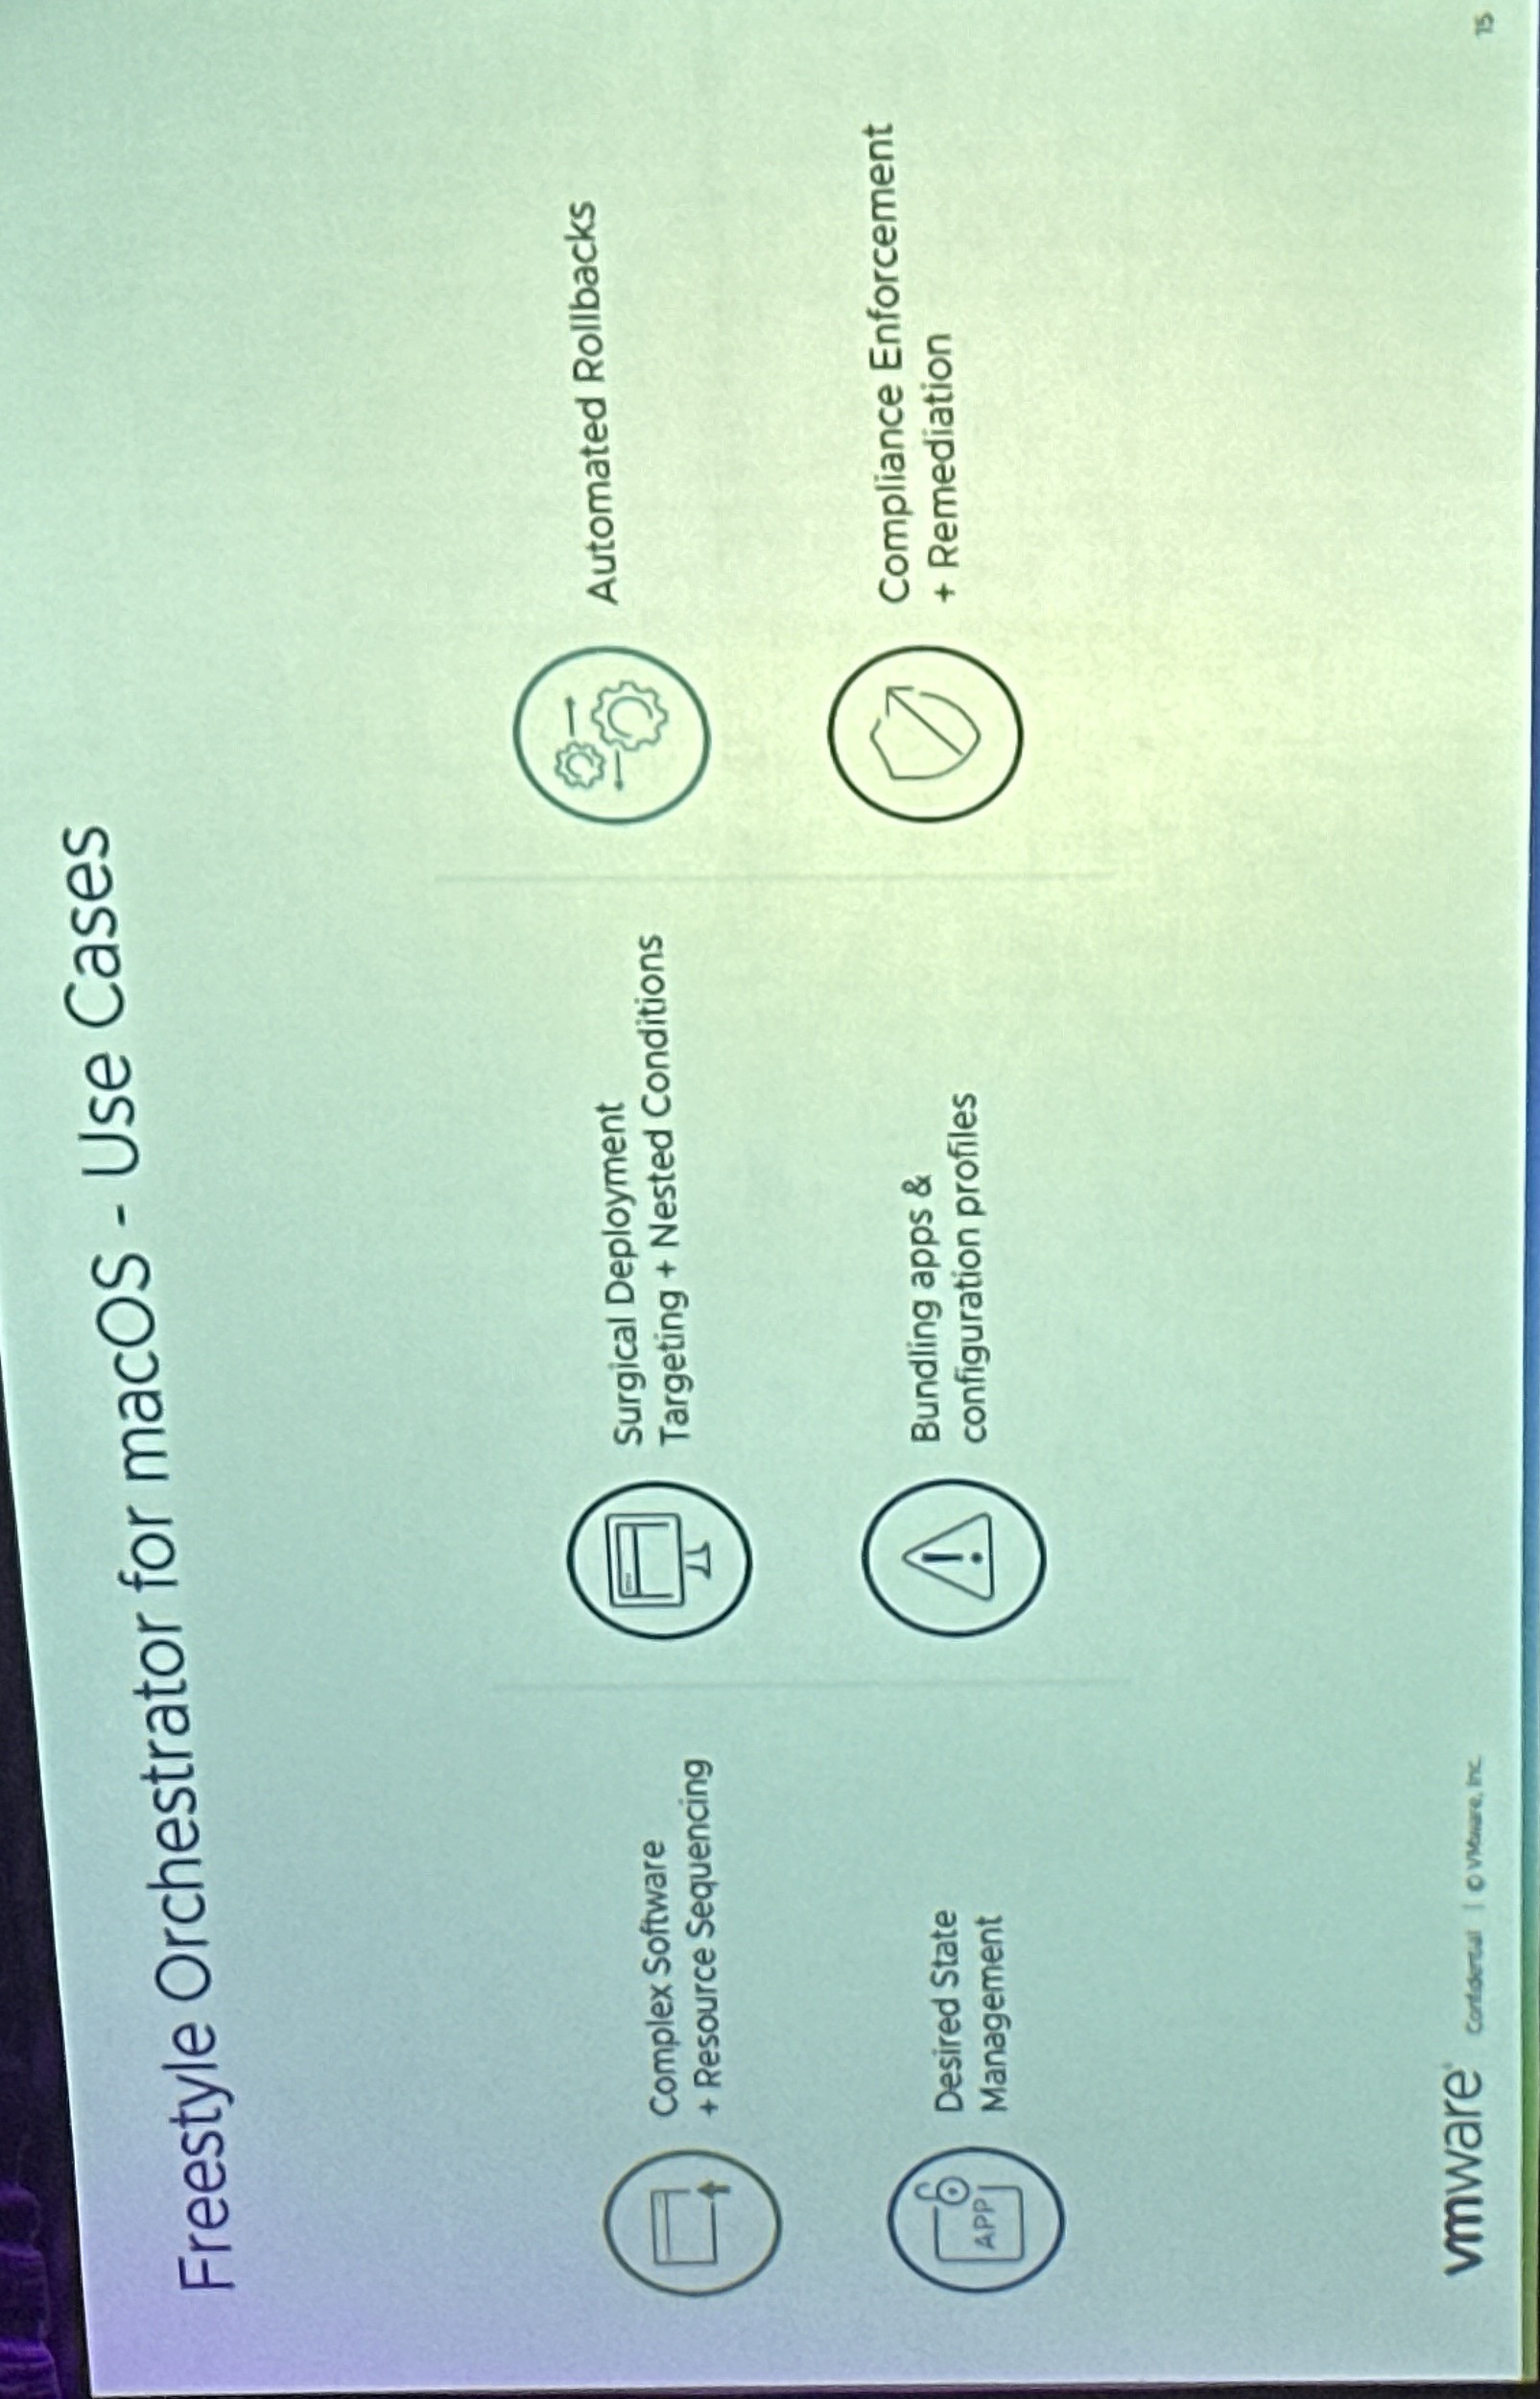 Freestyle Orchestrator for macOS - Use Cases
Complex Software
+ Resource Sequencing
Surgical Deployment
Targeting + Nested Conditions
Automated Rollbacks
APP
Desired State
Management
Bundling apps &
configuration profiles
Compliance Enforcement
+ Remediation
vmware®
Confidential | © VMware, Inc.
15